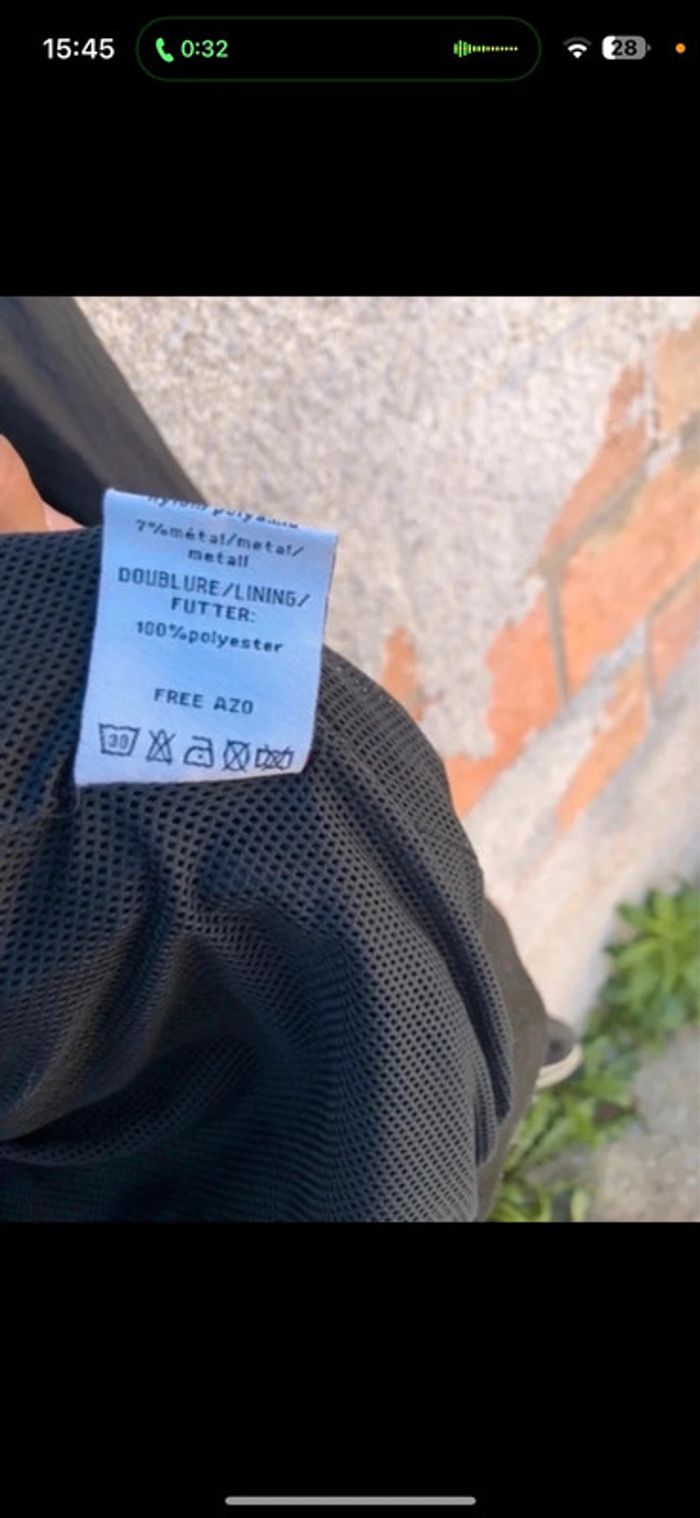 15:45
0:32
28
7%métal/metal/
metall
DOUBLURE/LINING/
FUTTER:
100%polyester
FREE AZO
30